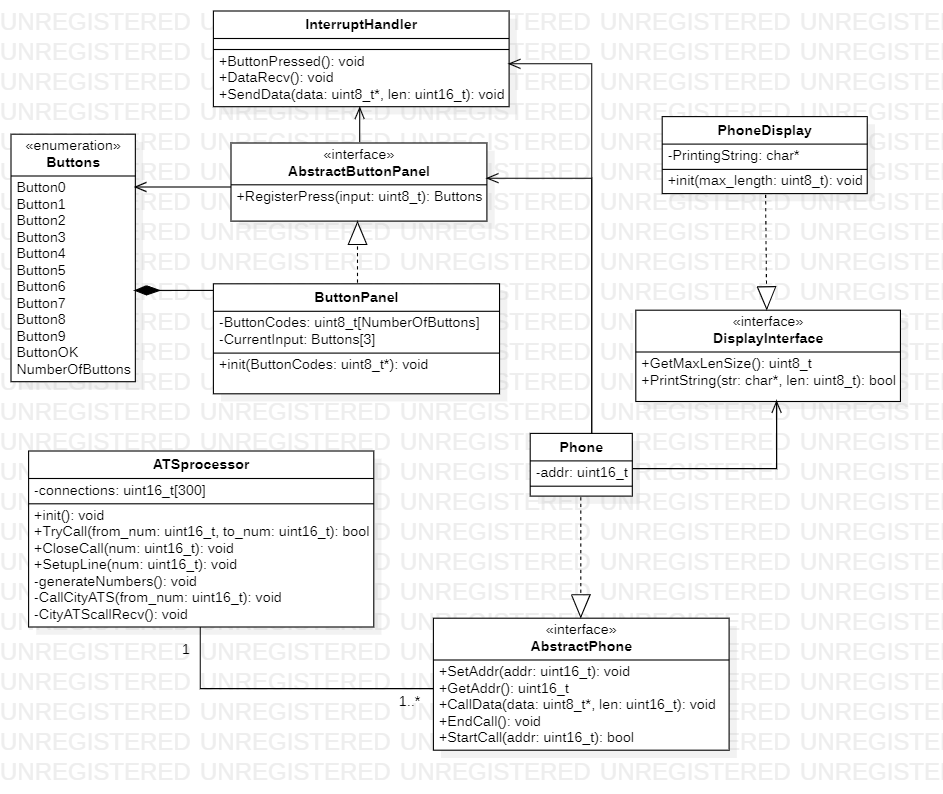 InterruptHandler
+ButtonPressed(): void
+DataRecv(): void
+SendData(data: uint8_t*, len: uint16_t): void
«enumeration»
Buttons
Button0
Button1
Button2
Button3
Button4
Button5
Button6
Button7
Button8
Button9
ButtonOK
NumberOfButtons
«interface»
AbstractButtonPanel
+RegisterPress(input: uint8_t): Buttons
PhoneDisplay
-PrintingString: char*
+init(max_length: uint8_t): void
ButtonPanel
-ButtonCodes: uint8_t[NumberOfButtons]
-CurrentInput: Buttons[3]
+init(ButtonCodes: uint8_t*): void
«interface»
DisplayInterface
+GetMaxLenSize(): uint8_t
+PrintString(str: char*, len: uint8_t): bool
Phone
-addr: uint16_t
ATSprocessor
-connections: uint16_t[300]
+init(): void
+TryCall(from_num: uint16_t, to_num: uint16_t): bool
+CloseCall(num: uint16_t): void
+SetupLine(num: uint16_t): void
-generateNumbers(): void
-CallCityATS(from_num: uint16_t): void
-CityATScallRecv(): void
1
1..*
«interface»
AbstractPhone
+SetAddr(addr: uint16_t): void
+GetAddr(): uint16_t
+CallData(data: uint8_t*, len: uint16_t): void
+EndCall(): void
+StartCall(addr: uint16_t): bool
UNREGISTERED